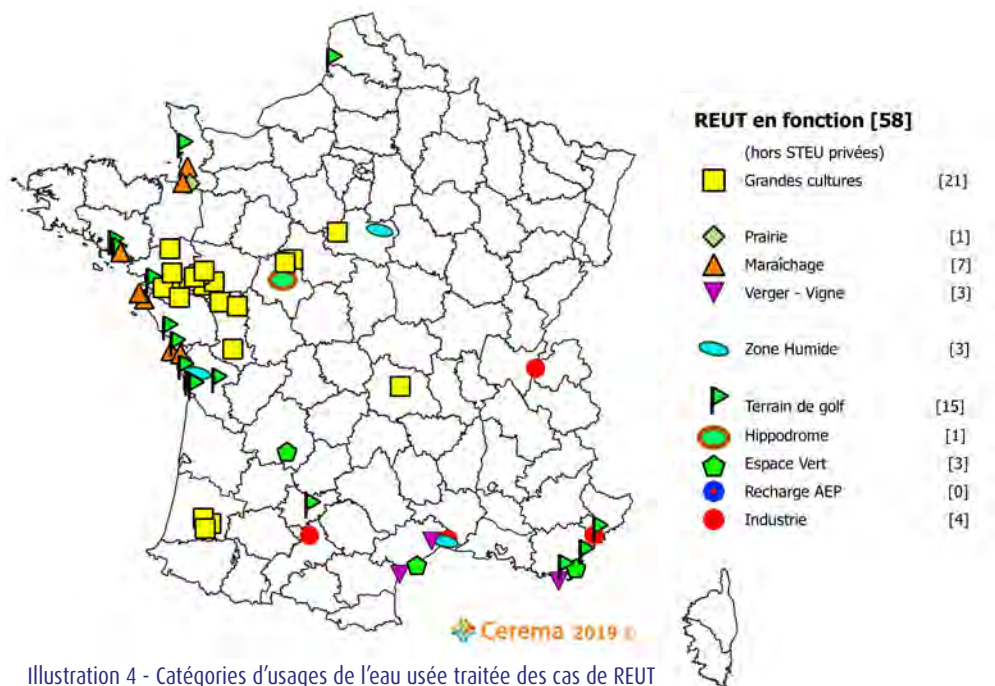 REUT en fonction [58]
(hors STEU privées)
Grandes cultures [21]
Prairie [1]
Maraîchage [7]
Verger - Vigne [3]
Zone Humide [3]
Terrain de golf [15]
Hippodrome [1]
Espace Vert [3]
Recharge AEP [0]
Industrie [4]
Cerema 2019 ©
Illustration 4 - Catégories d'usages de l'eau usée traitée des cas de REUT